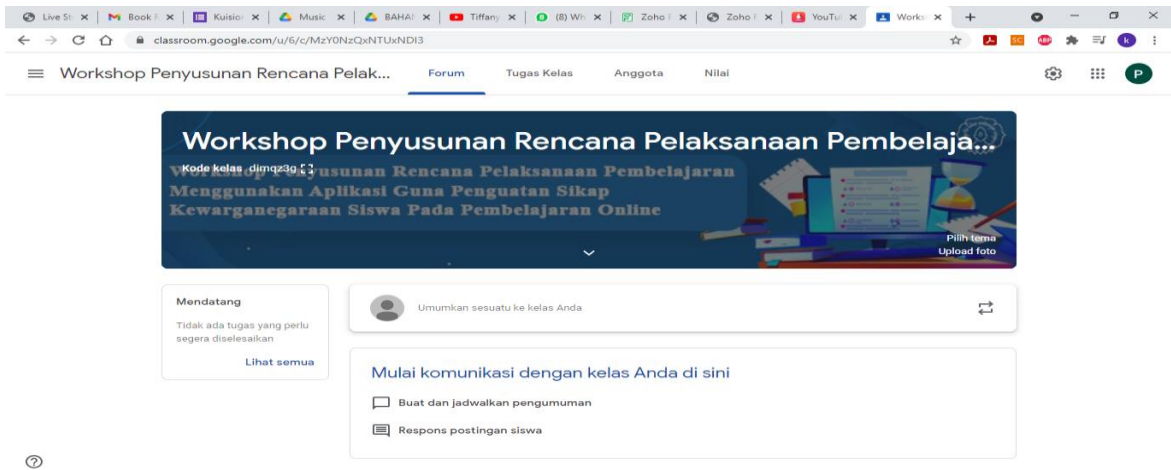 Live St
Book F
Kuision
Music
BAHAN
Tiffany
(8) Wh
Zoho F
Zoho F
YouTu
Works
classroom.google.com/u/6/c/MzY0NzQxNTUxNDI3
Workshop Penyusunan Rencana Pelak...
Forum
Tugas Kelas
Anggota
Nilai
P
Workshop Penyusunan Rencana Pelaksanaan Pembelaja...
Kode kelas dimqz3g
Workshop Penyusunan Rencana Pelaksanaan Pembelajaran
Menggunakan Aplikasi Guna Penguatan Sikap
Kewarganegaraan Siswa Pada Pembelajaran Online
Pilih tema
Upload foto
Mendatang
Tidak ada tugas yang perlu
segera diselesaikan
Lihat semua
Umumkan sesuatu ke kelas Anda
Mulai komunikasi dengan kelas Anda di sini
Buat dan jadwalkan pengumuman
Respons postingan siswa